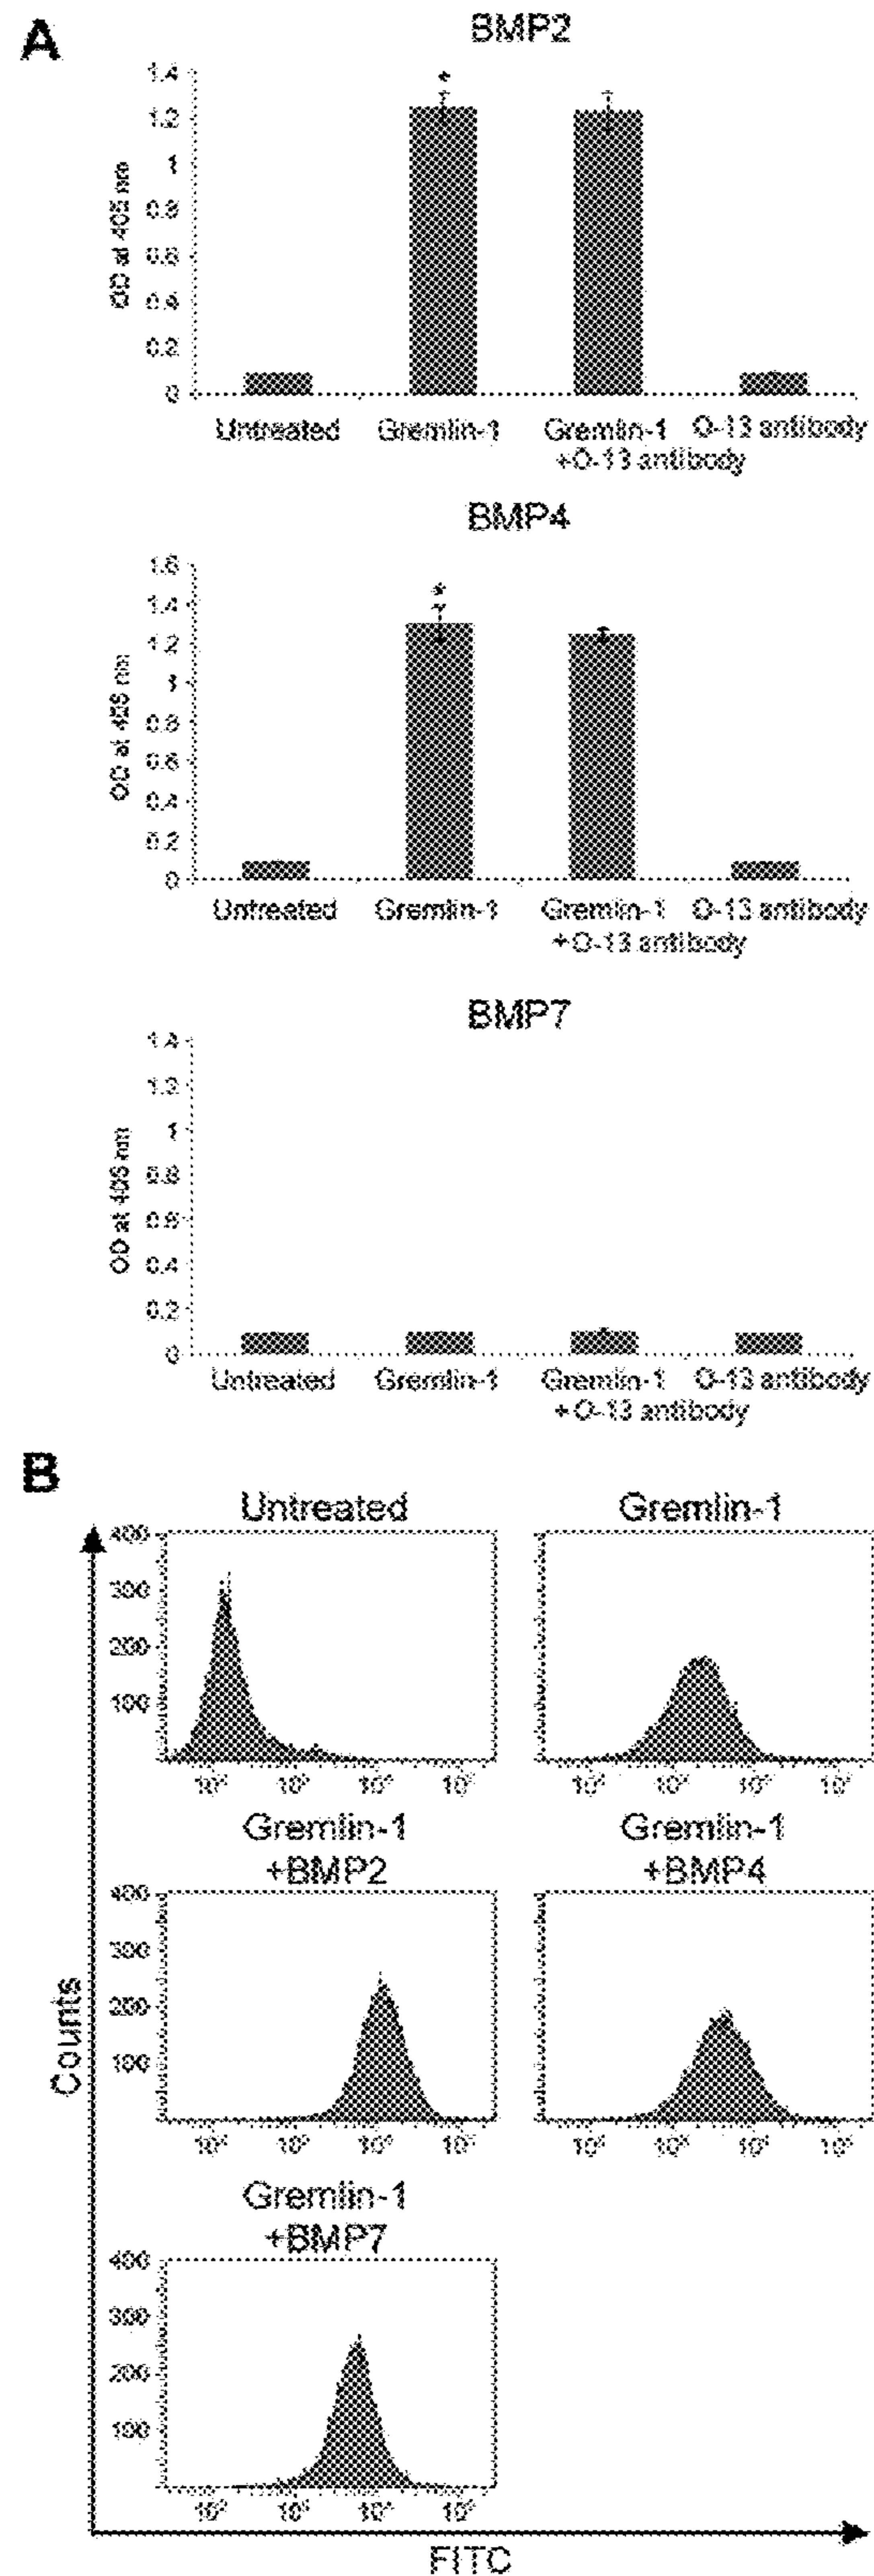 A
BMP2
1.4
1.2
1
0.8
0.6
0.4
0.2
0
OD at 405 nm
Untreated
Gremlin-1
Gremlin-1
+O-13 antibody
O-13 antibody
BMP4
1.6
1.4
1.2
1
0.8
0.6
0.4
0.2
0
OD at 405 nm
Untreated
Gremlin-1
Gremlin-1
+O-13 antibody
O-13 antibody
BMP7
1.4
1.2
1
0.8
0.6
0.4
0.2
0
OD at 405 nm
Untreated
Gremlin-1
Gremlin-1
+O-13 antibody
O-13 antibody
B
Untreated
Gremlin-1
400
300
200
100
Gremlin-1
+BMP2
Gremlin-1
+BMP4
400
300
200
100
Gremlin-1
+BMP7
400
300
200
100
Counts
FITC